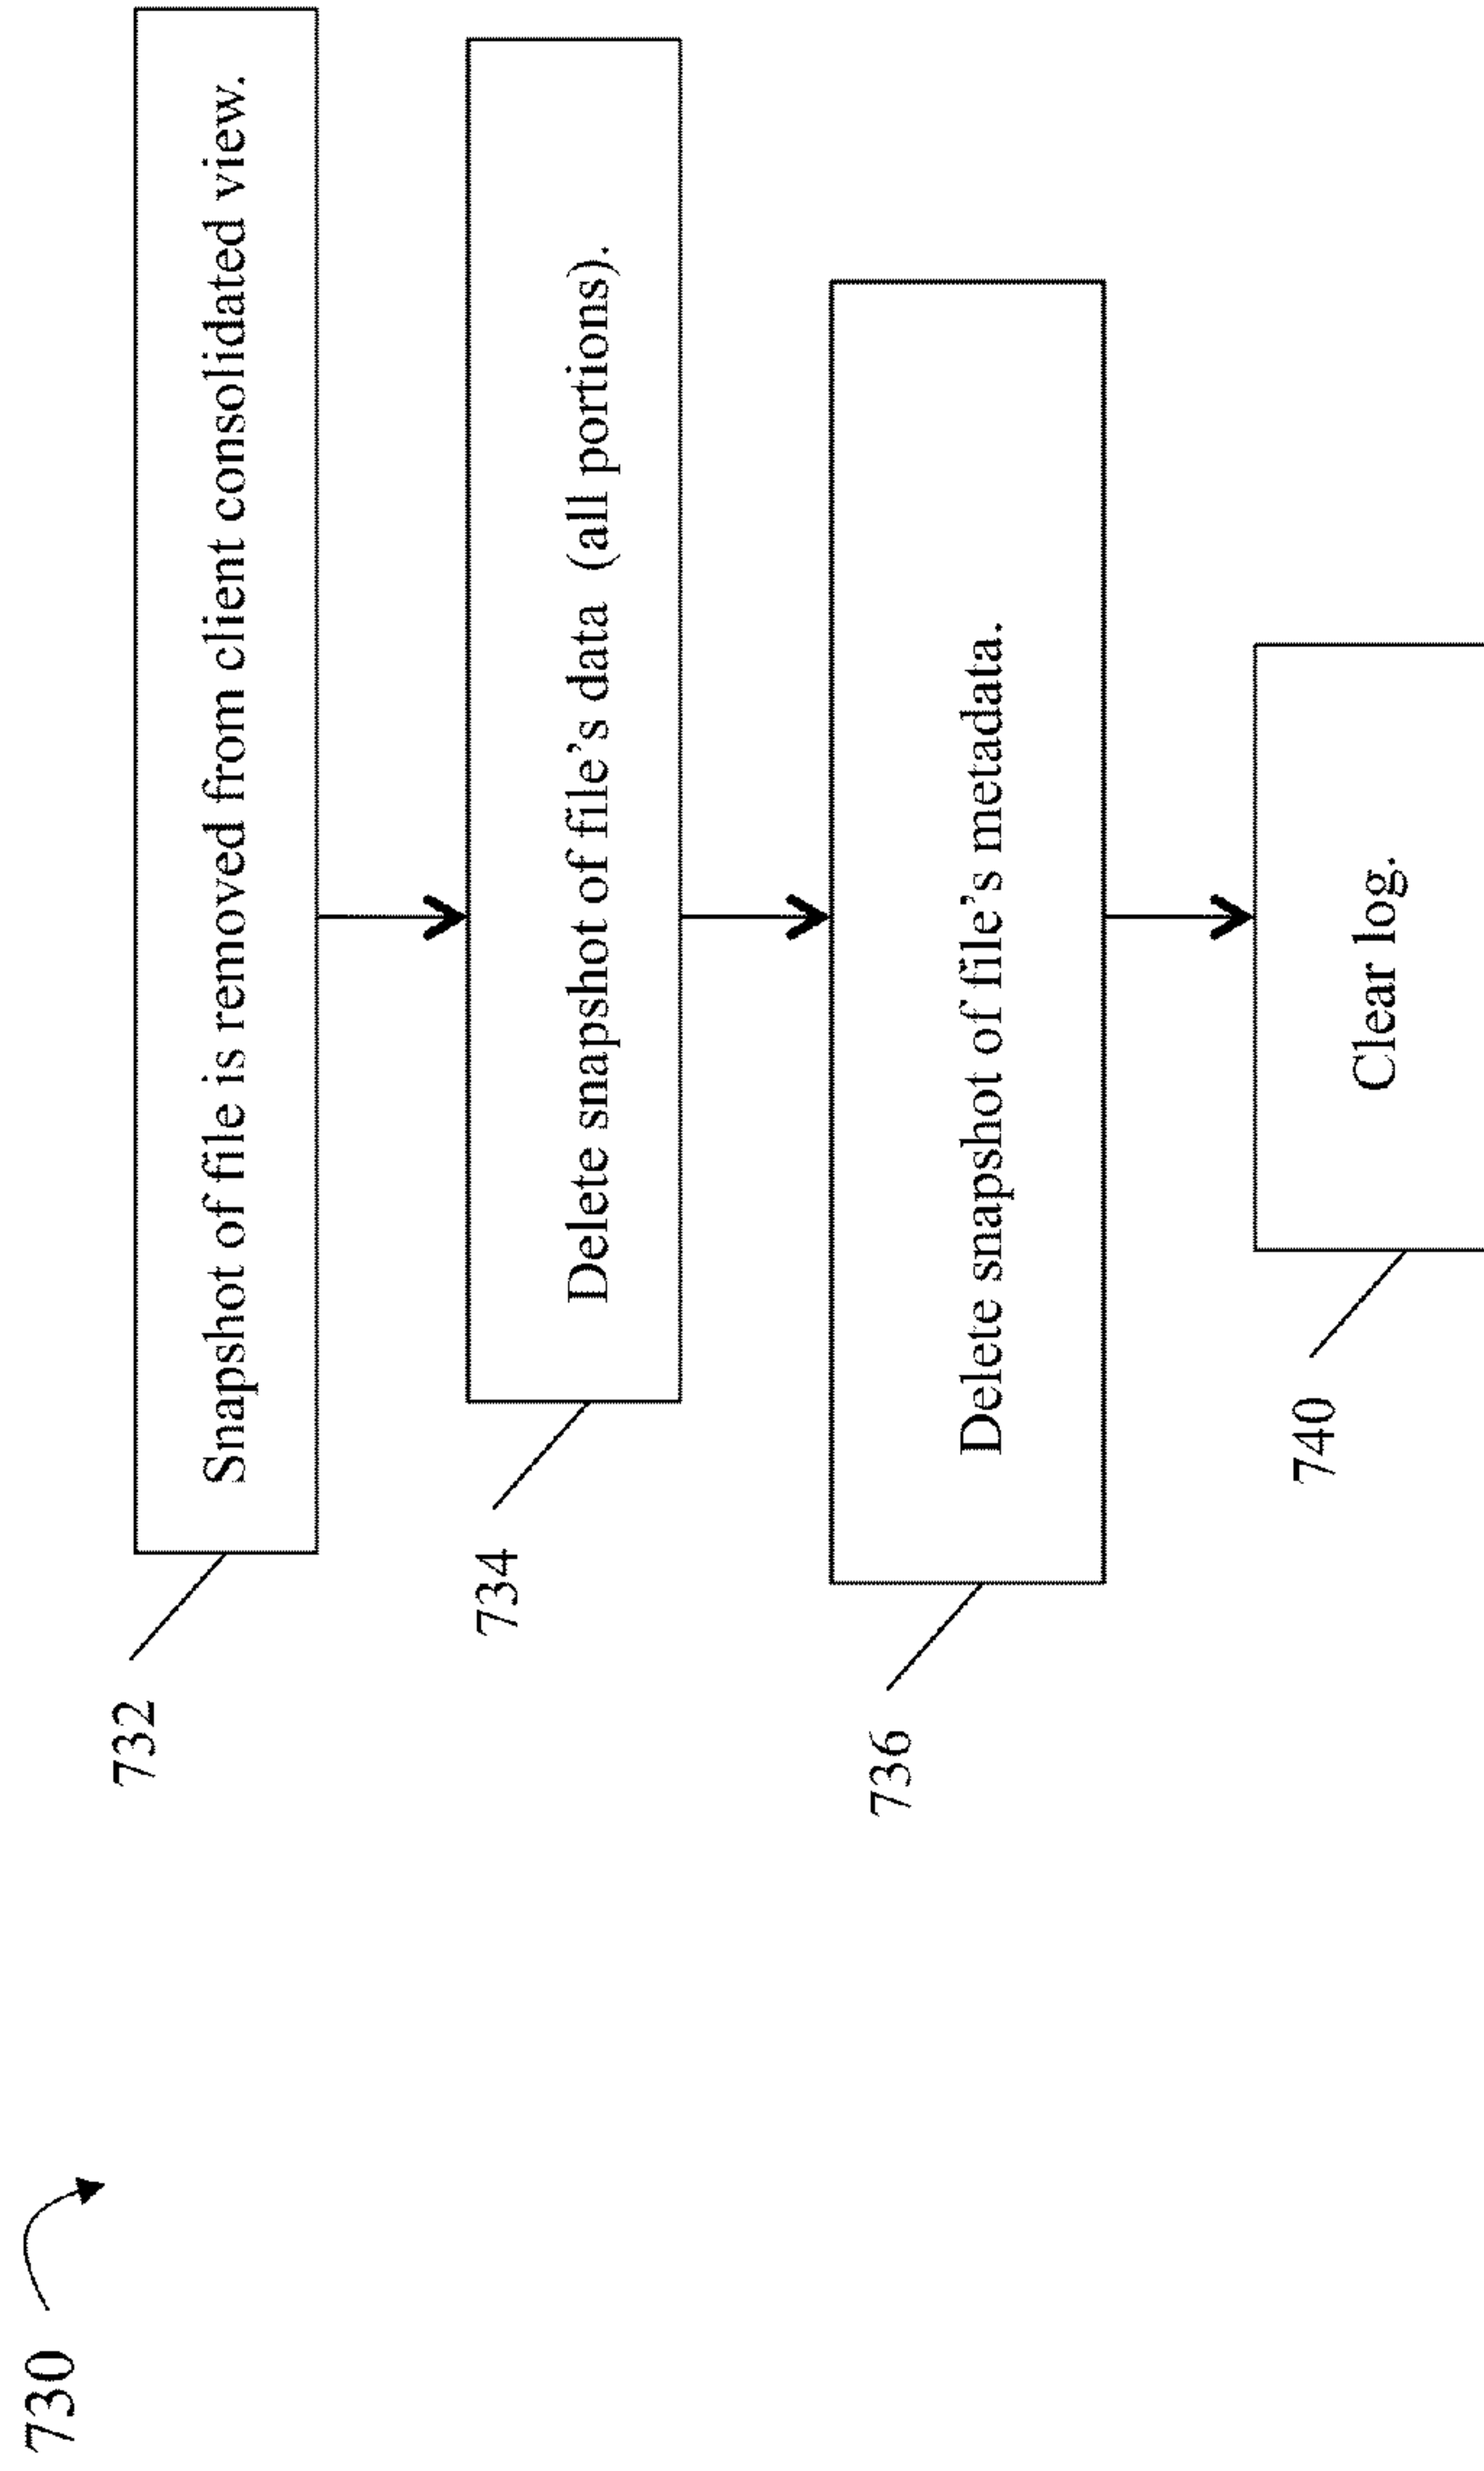 730
732
Snapshot of file is removed from client consolidated view.
734
Delete snapshot of file's data (all portions).
736
Delete snapshot of file's metadata.
740
Clear log.